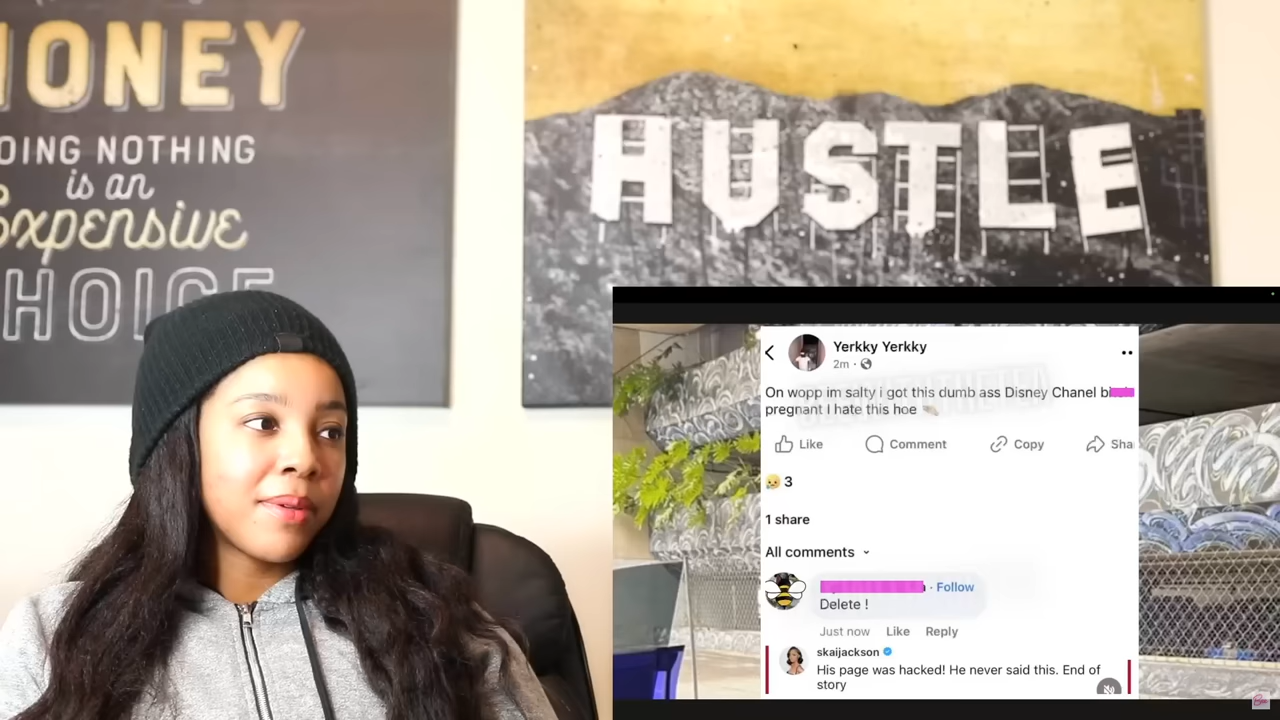 MONEY
DOING NOTHING
is an
Expensive
CHOICE
HUSTLE
Yerkky Yerkky
2m ·
On wopp im salty i got this dumb ass Disney Chanel
pregnant I hate this hoe
Like
Comment
Copy
Sha
3
1 share
All comments
· Follow
Delete !
Just now Like Reply
skaijackson
His page was hacked! He never said this. End of
story